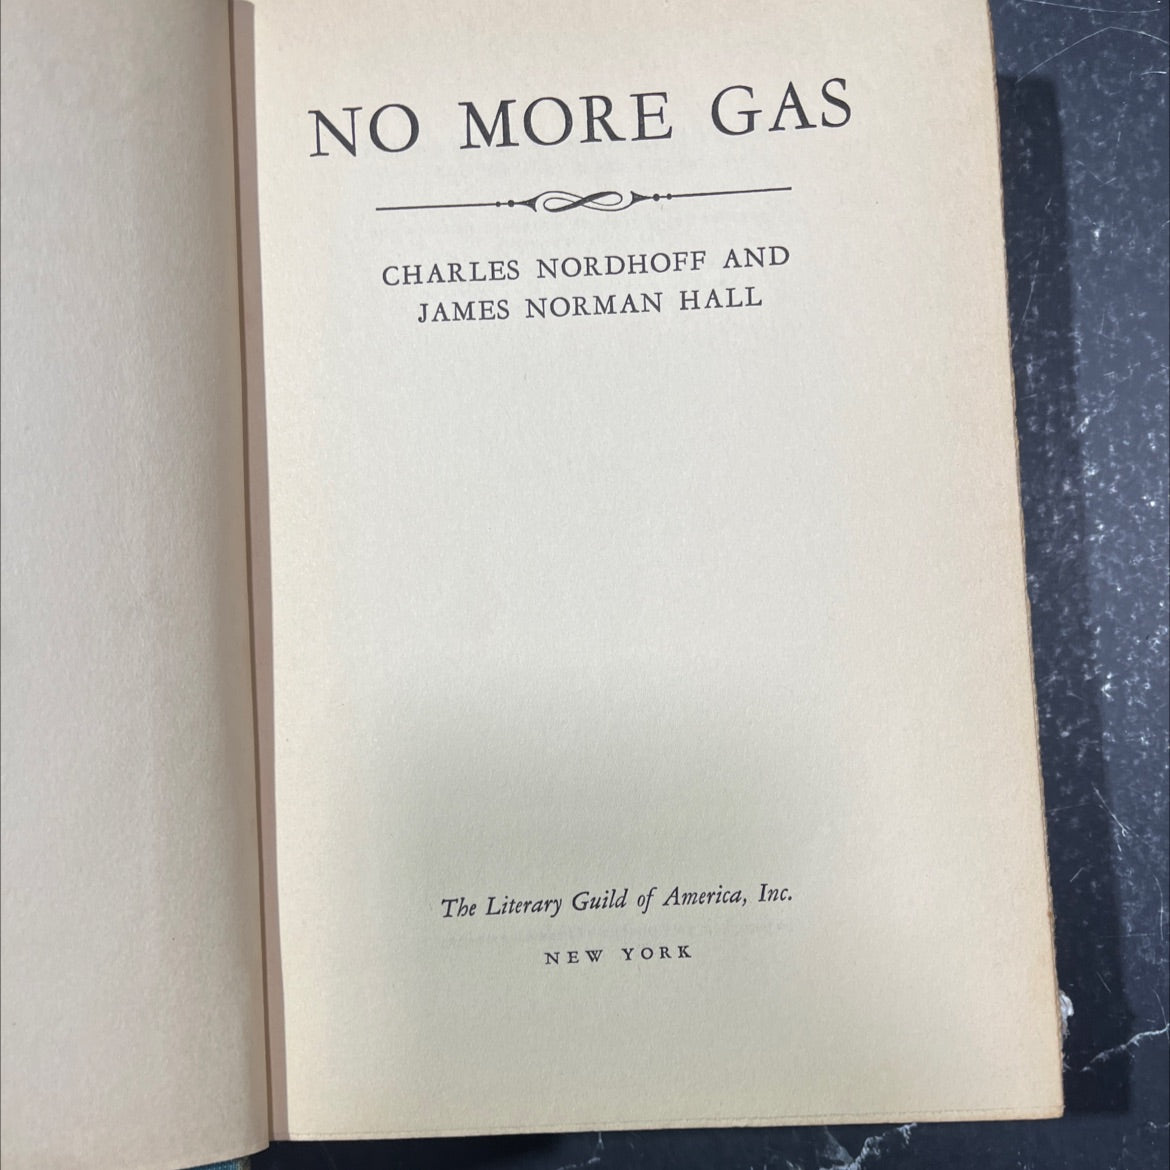 NO MORE GAS
CHARLES NORDHOFF AND
JAMES NORMAN HALL
The Literary Guild of America, Inc.
NEW YORK